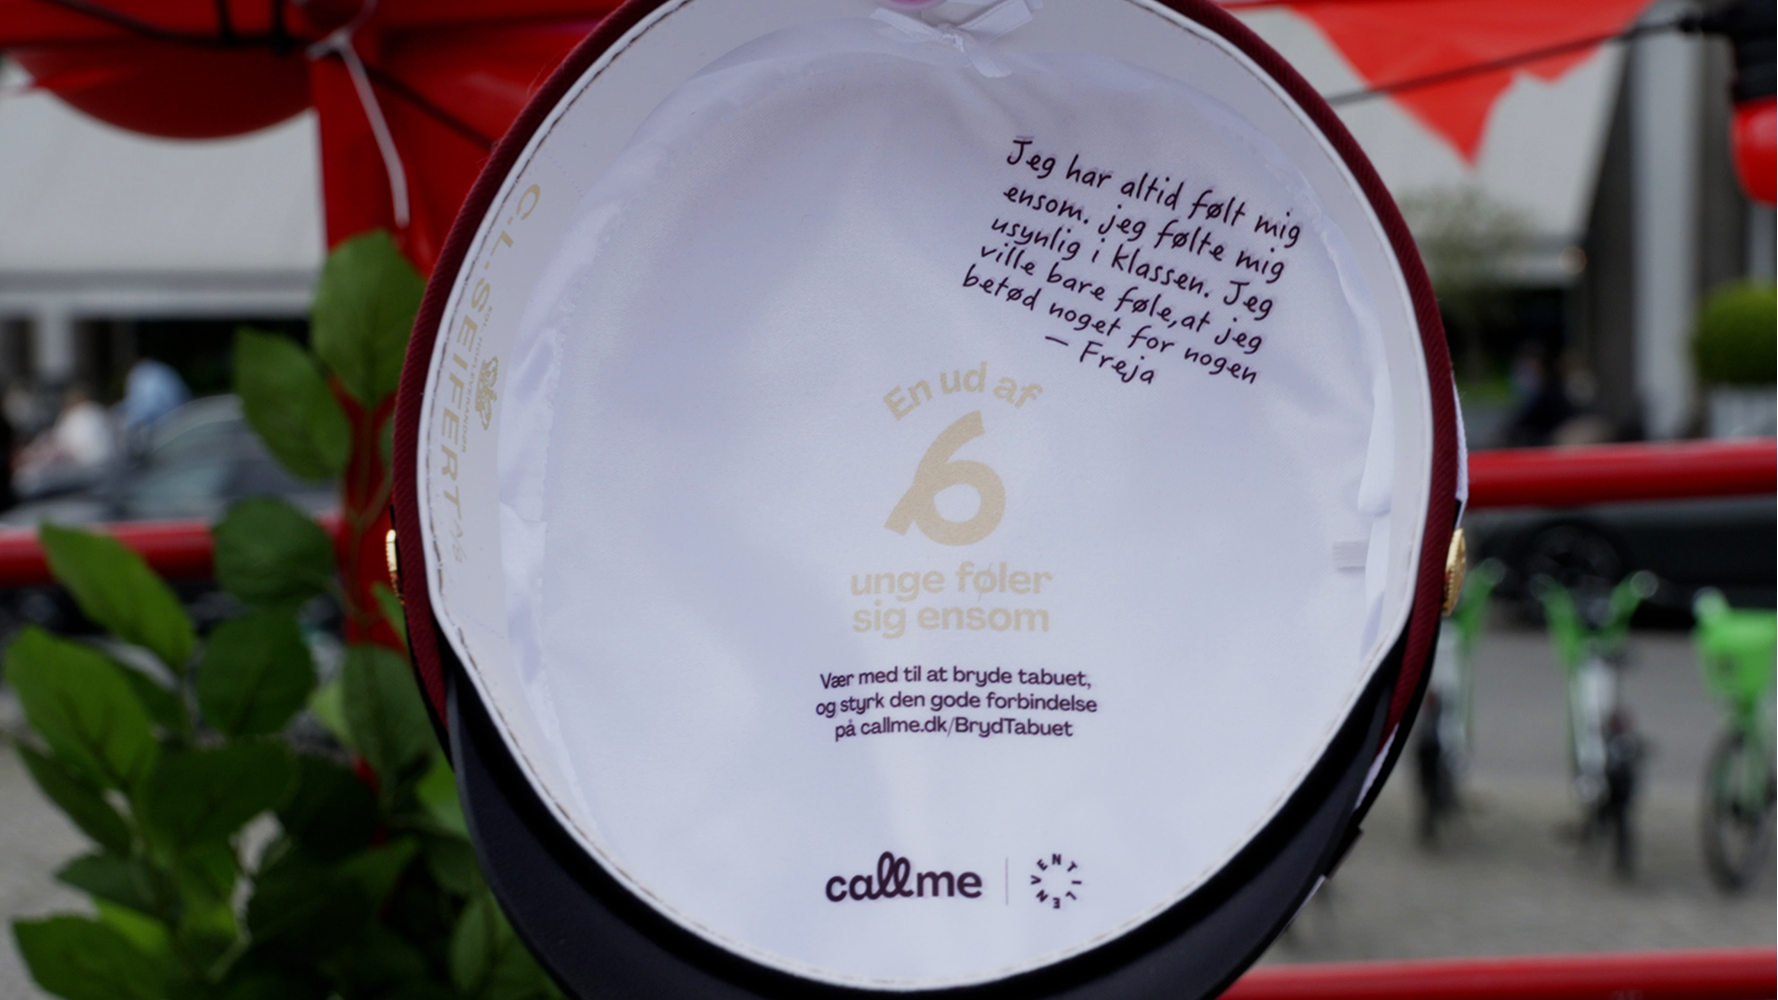 Jeg har altid følt mig
ensom. jeg følte mig
usynlig i klassen. Jeg
ville bare føle,at jeg
betød noget for nogen
— Freja
C.L. SEIFERT
En ud af
6
unge føler
sig ensom
Vær med til at bryde tabuet,
og styrk den gode forbindelse
på callme.dk/BrydTabuet
callme
VENTILEN